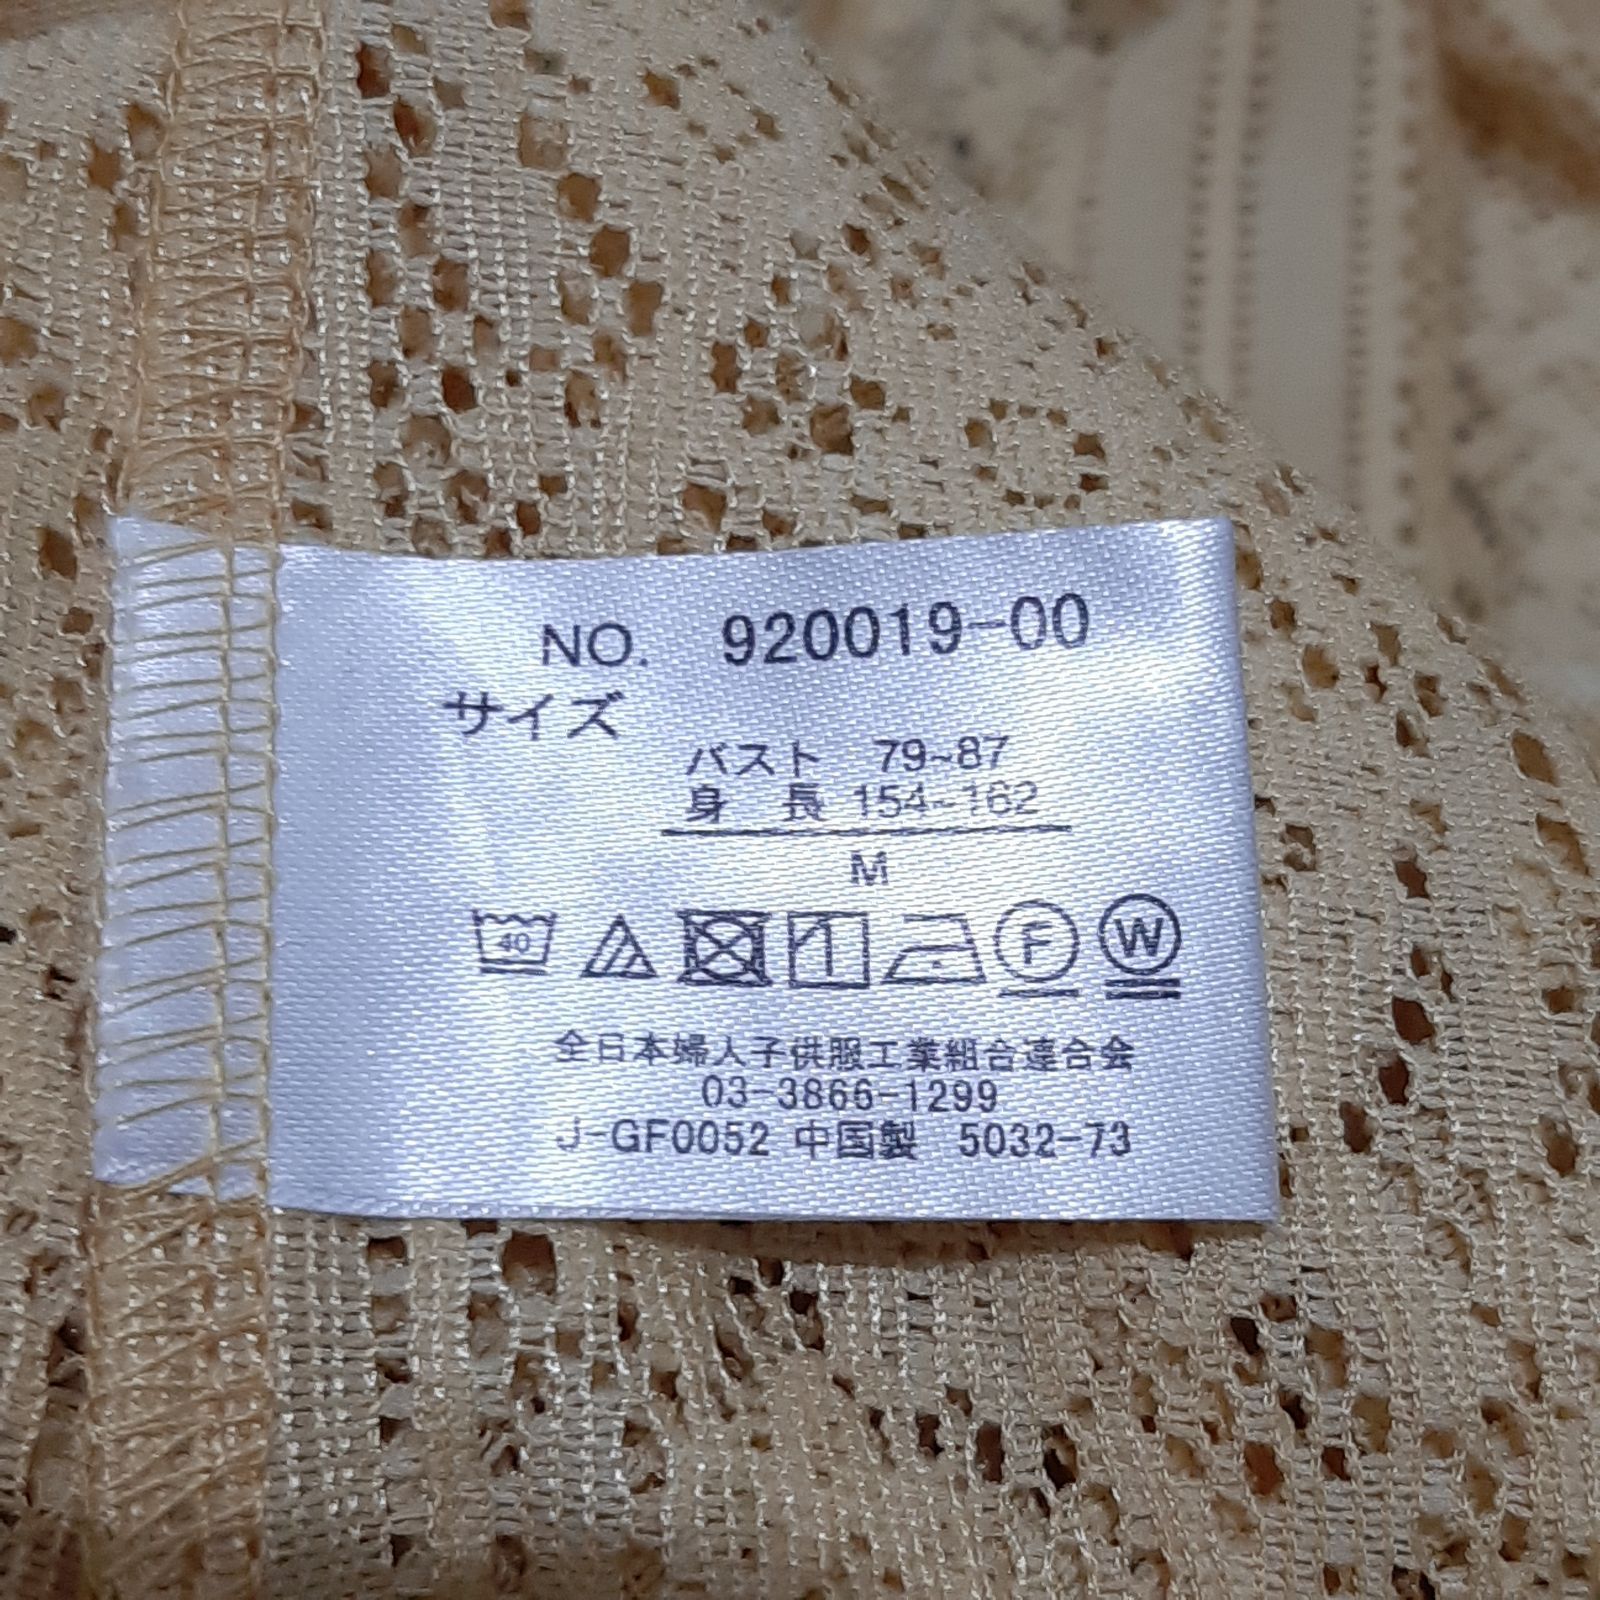 NO. 920019-00
サイズ
バスト 79~87
身 長 154~162
M
40
F W
全日本婦人子供服工業組合連合会
03-3866-1299
J-GF0052 中国製 5032-73